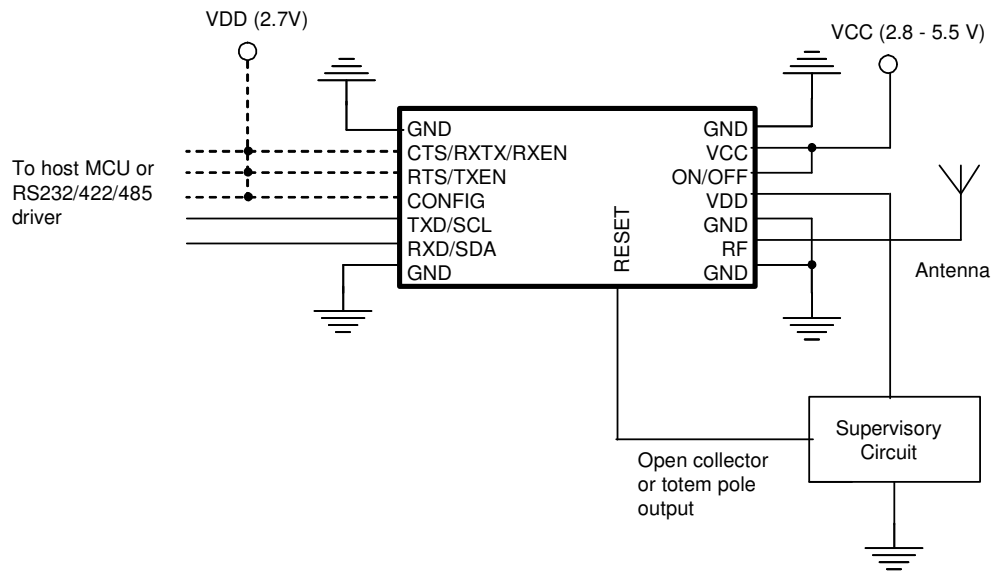 VDD (2.7V)
VCC (2.8 - 5.5 V)
To host MCU or
RS232/422/485
driver
GND
CTS/RXTX/RXEN
RTS/TXEN
CONFIG
TXD/SCL
RXD/SDA
GND
RESET
GND
VCC
ON/OFF
VDD
GND
RF
GND
Antenna
Supervisory
Circuit
Open collector
or totem pole
output